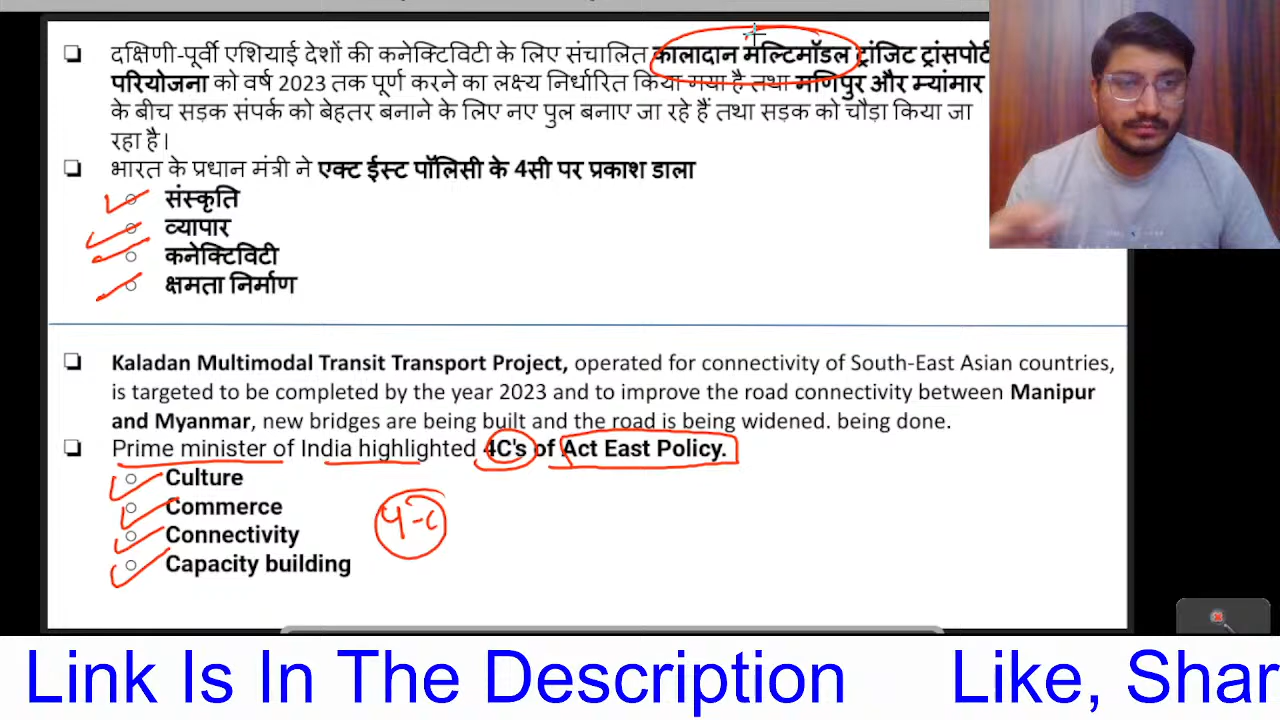 ❑ दक्षिणी-पूर्वी एशियाई देशों की कनेक्टिविटी के लिए संचालित कालादान मल्टिमॉडल ट्रांजिट
परियोजना को वर्ष 2023 तक पूर्ण करने का लक्ष्य निर्धारित किया गया है तथा मणिपुर और म्यांमार
के बीच सड़क संपर्क को बेहतर बनाने के लिए नए पुल बनाए जा रहे हैं तथा सड़क को चौड़ा किया जा
रहा है।
❑ भारत के प्रधान मंत्री ने एक्ट ईस्ट पॉलिसी के 4सी पर प्रकाश डाला
○ संस्कृति
○ व्यापार
○ कनेक्टिविटी
○ क्षमता निर्माण
❑ Kaladan Multimodal Transit Transport Project, operated for connectivity of South-East Asian countries,
is targeted to be completed by the year 2023 and to improve the road connectivity between Manipur
and Myanmar, new bridges are being built and the road is being widened. being done.
❑ Prime minister of India highlighted 4C's of Act East Policy.
○ Culture
○ Commerce
○ Connectivity
○ Capacity building
4-C
Link Is In The Description Like, Shar